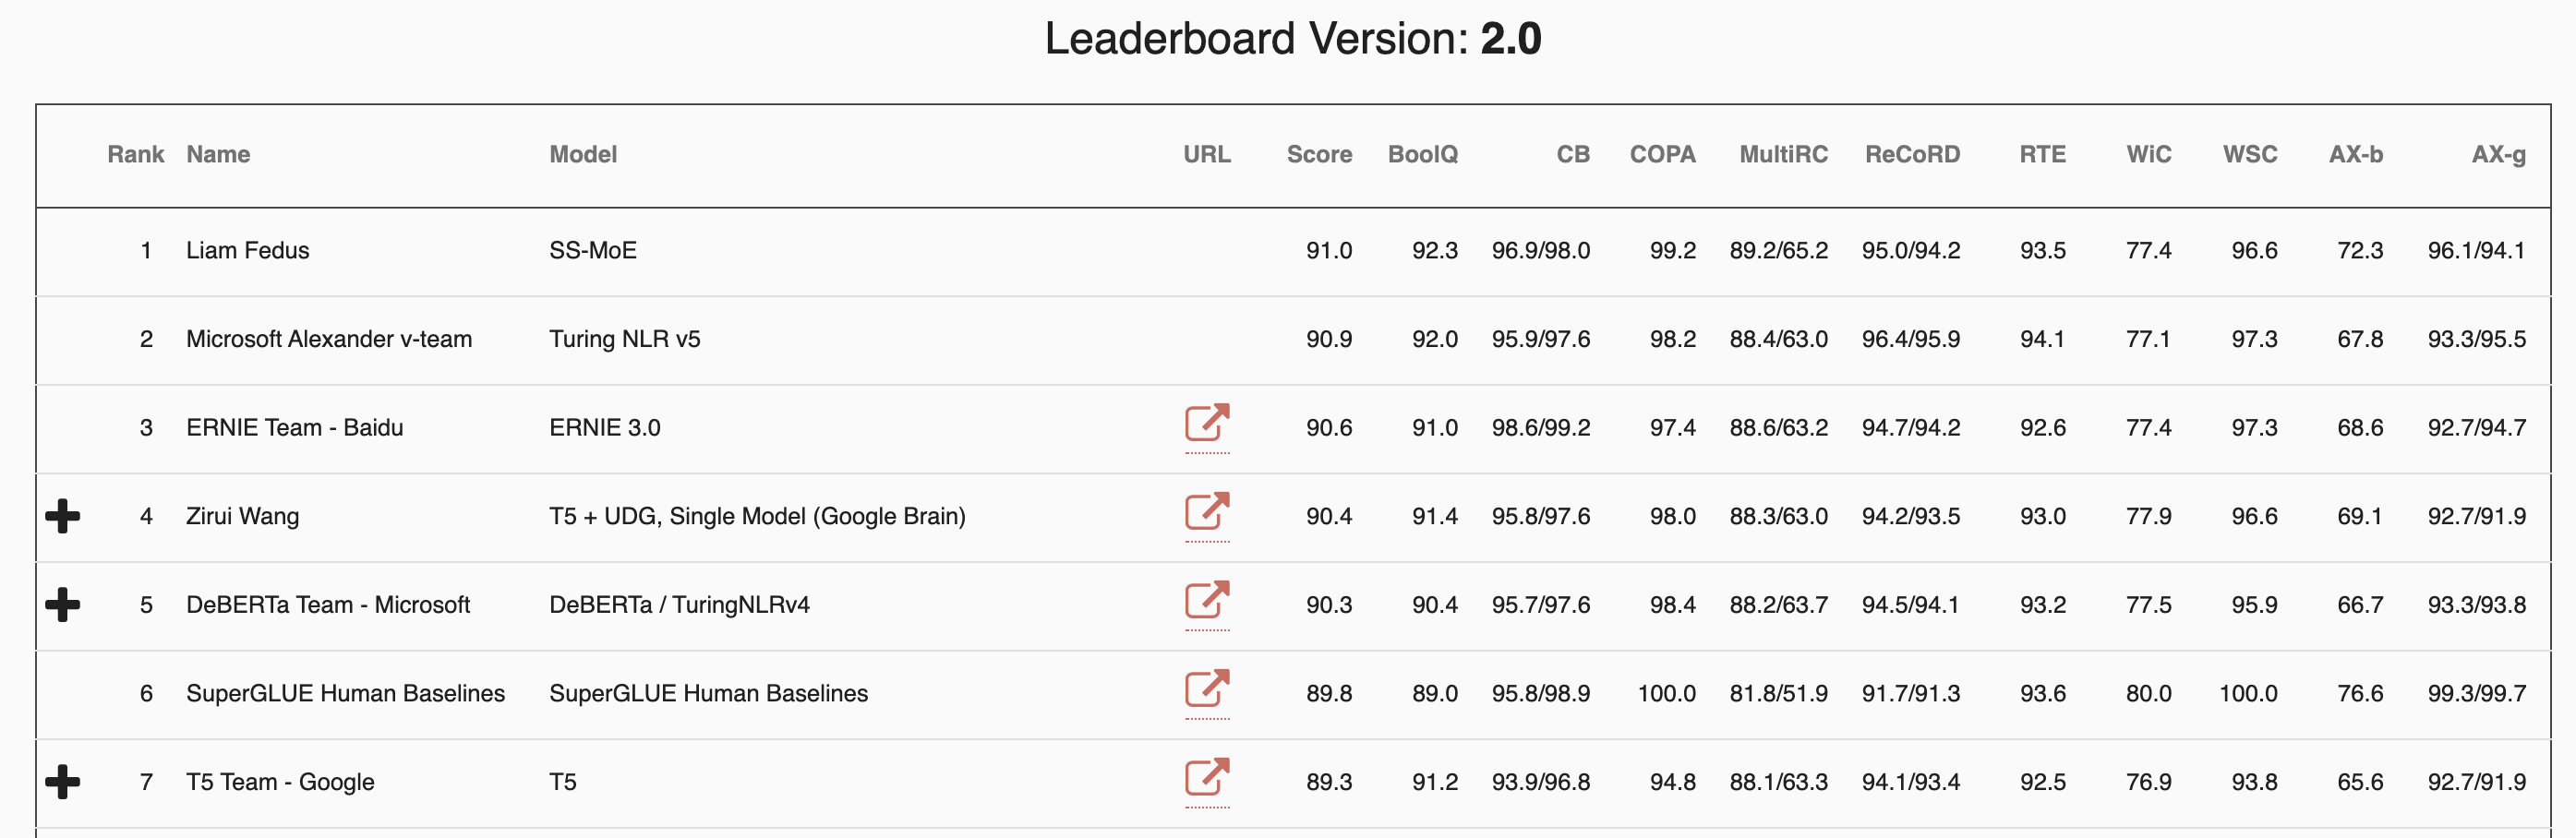 Leaderboard Version: 2.0
Rank Name Model URL Score BoolQ CB COPA MultiRC ReCoRD RTE WiC WSC AX-b AX-g
1 Liam Fedus SS-MoE 91.0 92.3 96.9/98.0 99.2 89.2/65.2 95.0/94.2 93.5 77.4 96.6 72.3 96.1/94.1
2 Microsoft Alexander v-team Turing NLR v5 90.9 92.0 95.9/97.6 98.2 88.4/63.0 96.4/95.9 94.1 77.1 97.3 67.8 93.3/95.5
3 ERNIE Team - Baidu ERNIE 3.0 90.6 91.0 98.6/99.2 97.4 88.6/63.2 94.7/94.2 92.6 77.4 97.3 68.6 92.7/94.7
4 Zirui Wang T5 + UDG, Single Model (Google Brain) 90.4 91.4 95.8/97.6 98.0 88.3/63.0 94.2/93.5 93.0 77.9 96.6 69.1 92.7/91.9
5 DeBERTa Team - Microsoft DeBERTa / TuringNLRv4 90.3 90.4 95.7/97.6 98.4 88.2/63.7 94.5/94.1 93.2 77.5 95.9 66.7 93.3/93.8
6 SuperGLUE Human Baselines SuperGLUE Human Baselines 89.8 89.0 95.8/98.9 100.0 81.8/51.9 91.7/91.3 93.6 80.0 100.0 76.6 99.3/99.7
7 T5 Team - Google T5 89.3 91.2 93.9/96.8 94.8 88.1/63.3 94.1/93.4 92.5 76.9 93.8 65.6 92.7/91.9